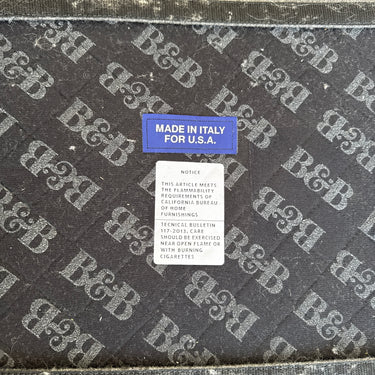 B&B B&B B&B
B&B B&B B&B
MADE IN ITALY
FOR U.S.A.
NOTICE
THIS ARTICLE MEETS
THE FLAMMABILITY
REQUIREMENTS OF
CALIFORNIA BUREAU
OF HOME
FURNISHINGS
TECNICAL BULLETIN
117-2013. CARE
SHOULD BE EXERCISED
NEAR OPEN FLAME OR
WITH BURNING
CIGARETTES
B&B B&B B&B
B&B B&B B&B